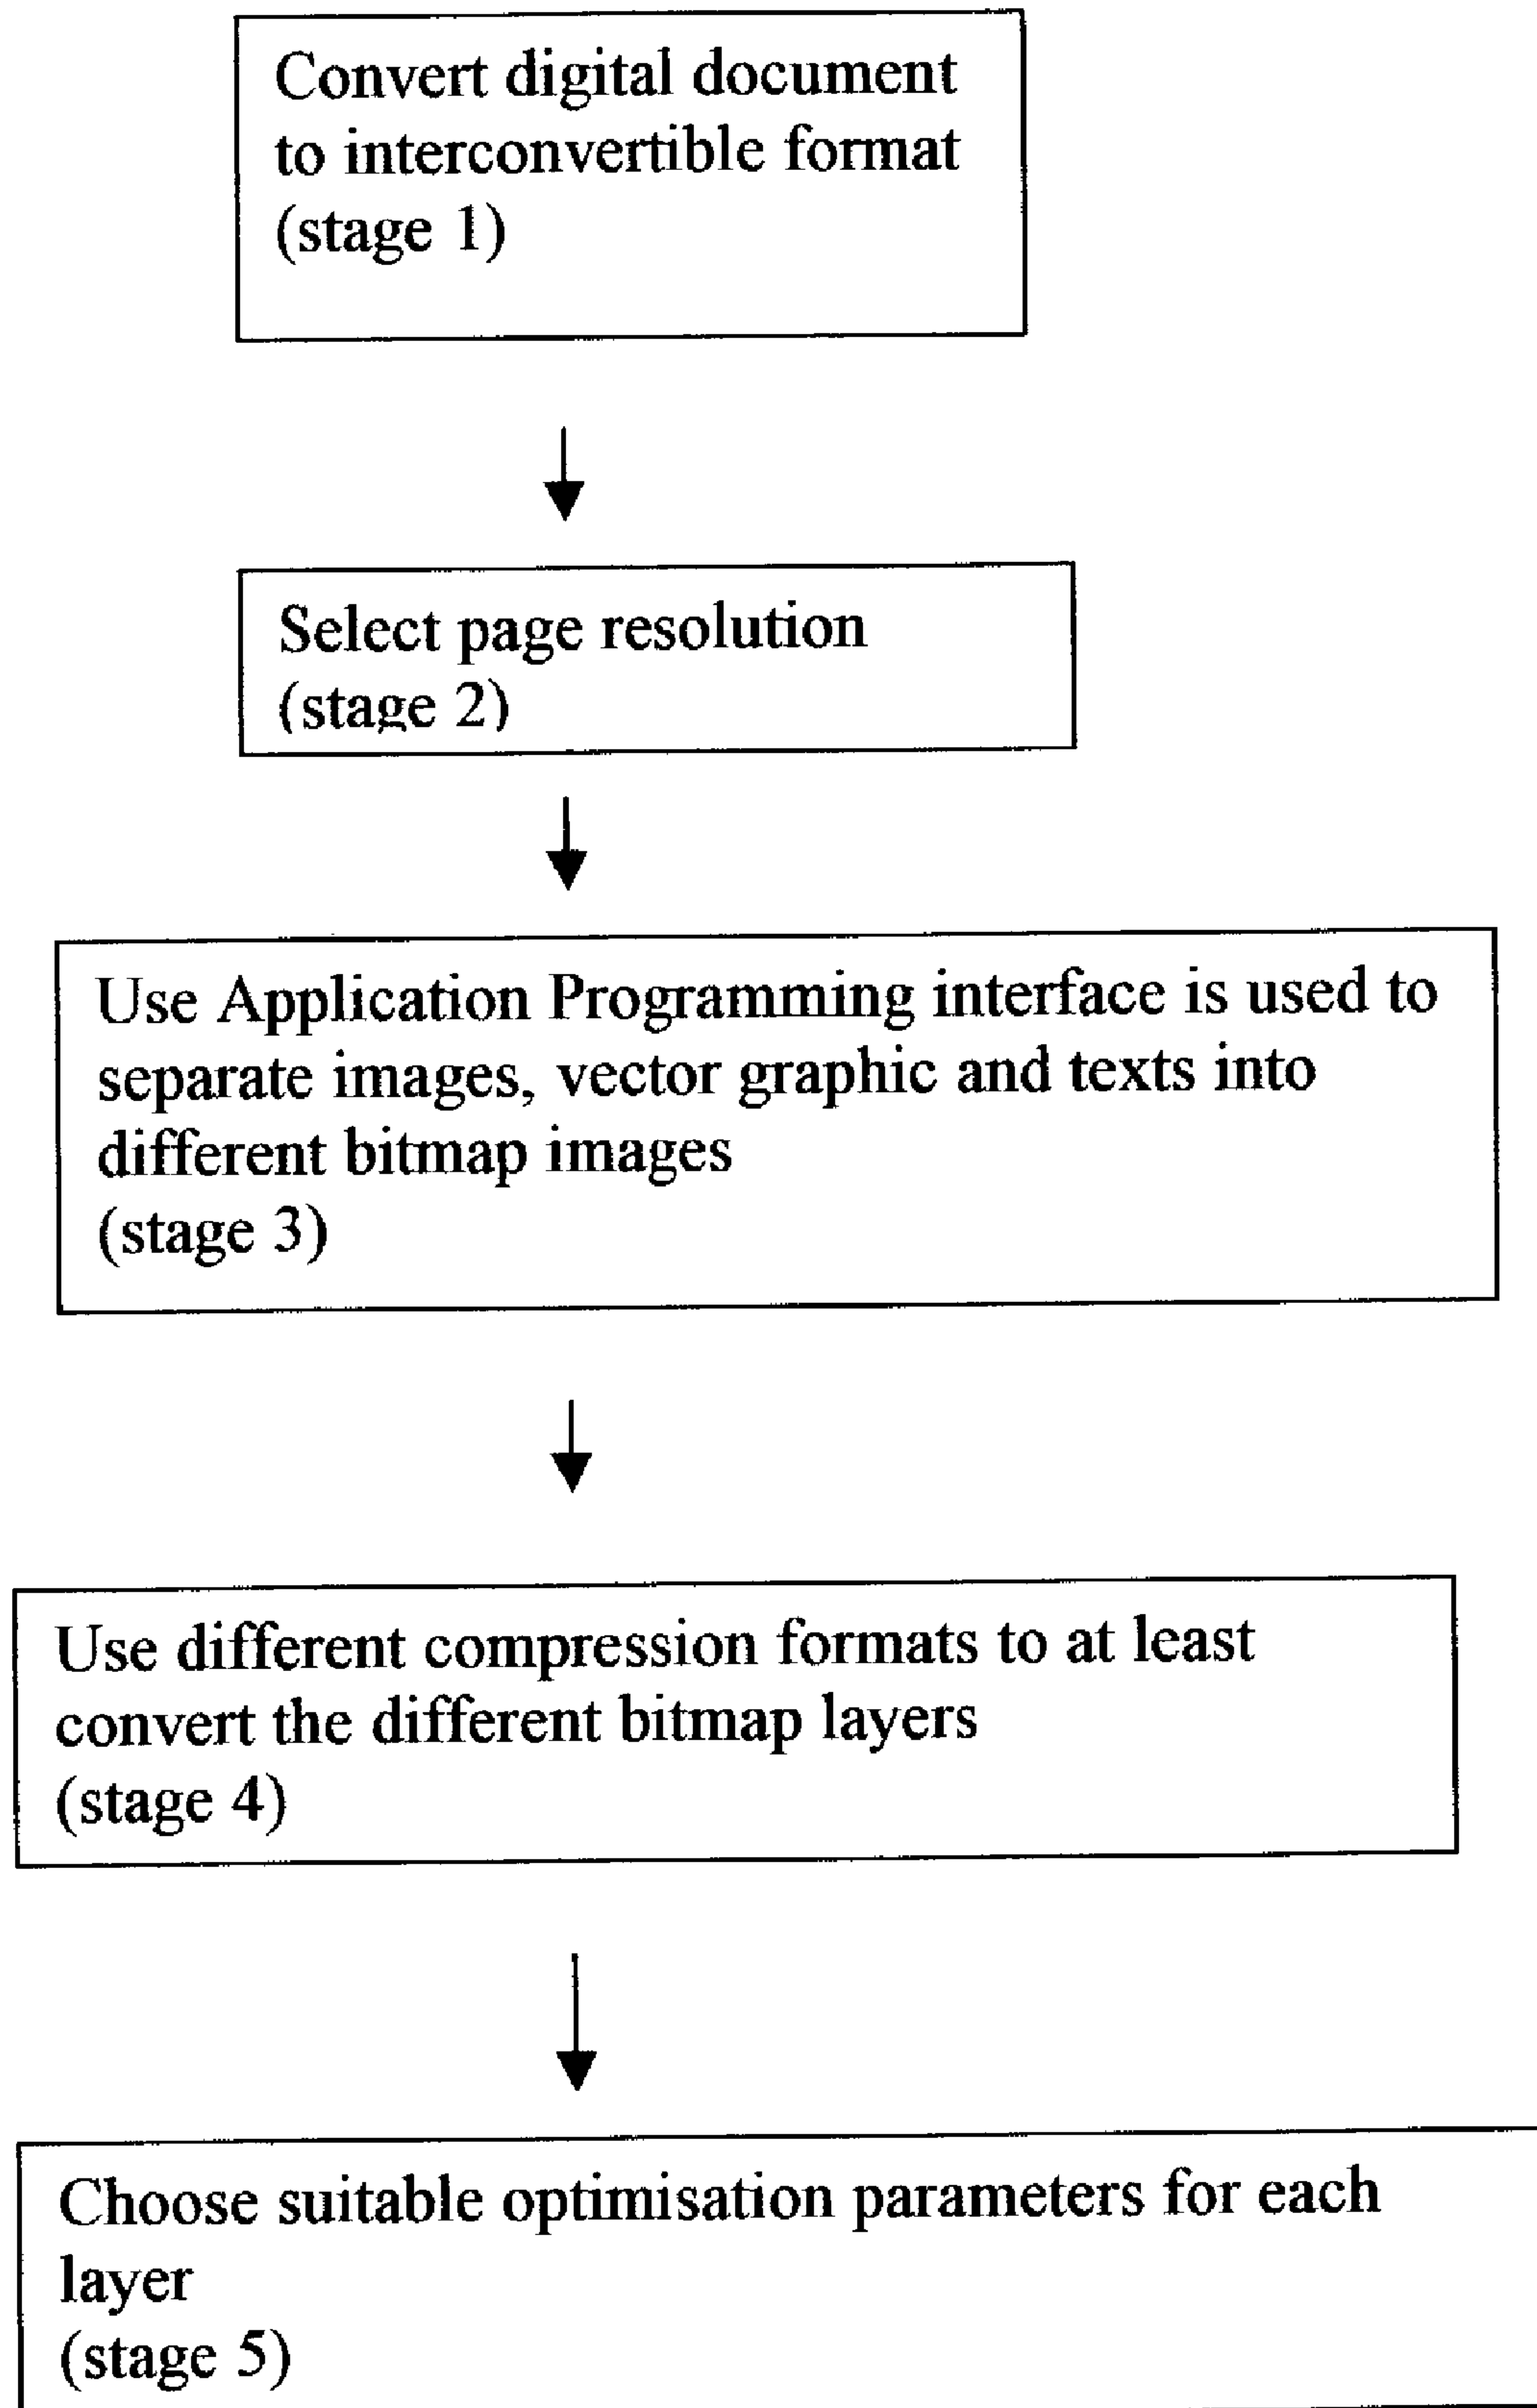 Convert digital document
to interconvertible format
(stage 1)
Select page resolution
(stage 2)
Use Application Programming interface is used to
separate images, vector graphic and texts into
different bitmap images
(stage 3)
Use different compression formats to at least
convert the different bitmap layers
(stage 4)
Choose suitable optimisation parameters for each
layer
(stage 5)